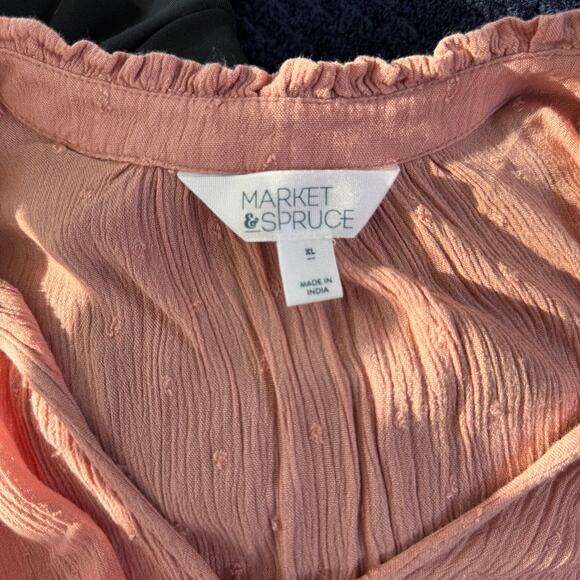 MARKET
&SPRUCE
XL
MADE IN
INDIA